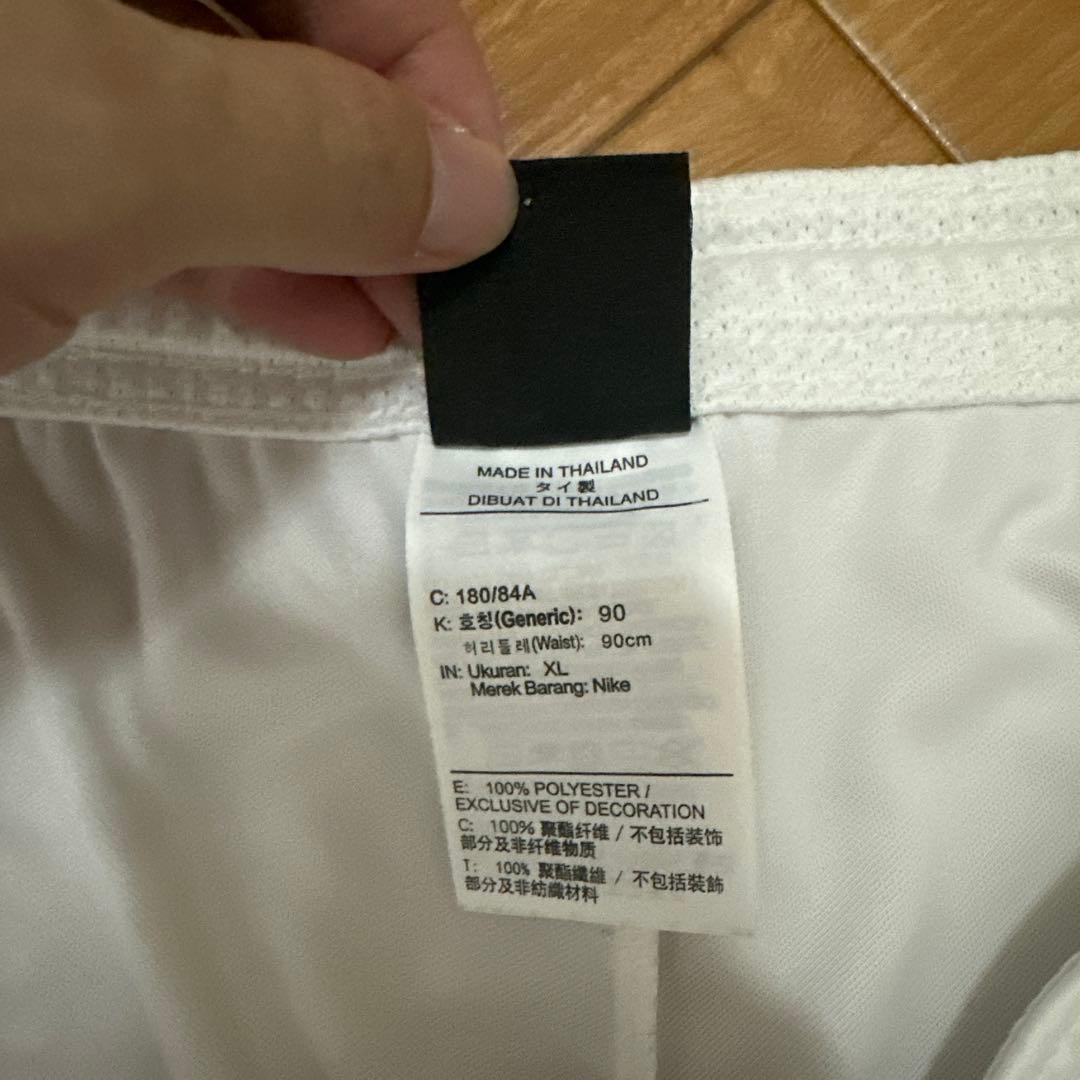 MADE IN THAILAND
タイ製
DIBUAT DI THAILAND
C: 180/84A
K: 호칭(Generic): 90
허리둘레(Waist): 90cm
IN: Ukuran: XL
Merek Barang: Nike
E: 100% POLYESTER /
EXCLUSIVE OF DECORATION
C: 100% 聚酯纤维 / 不包括装饰
部分及非纤维物质
T: 100% 聚酯纖維 / 不包括裝飾
部分及非紡織材料